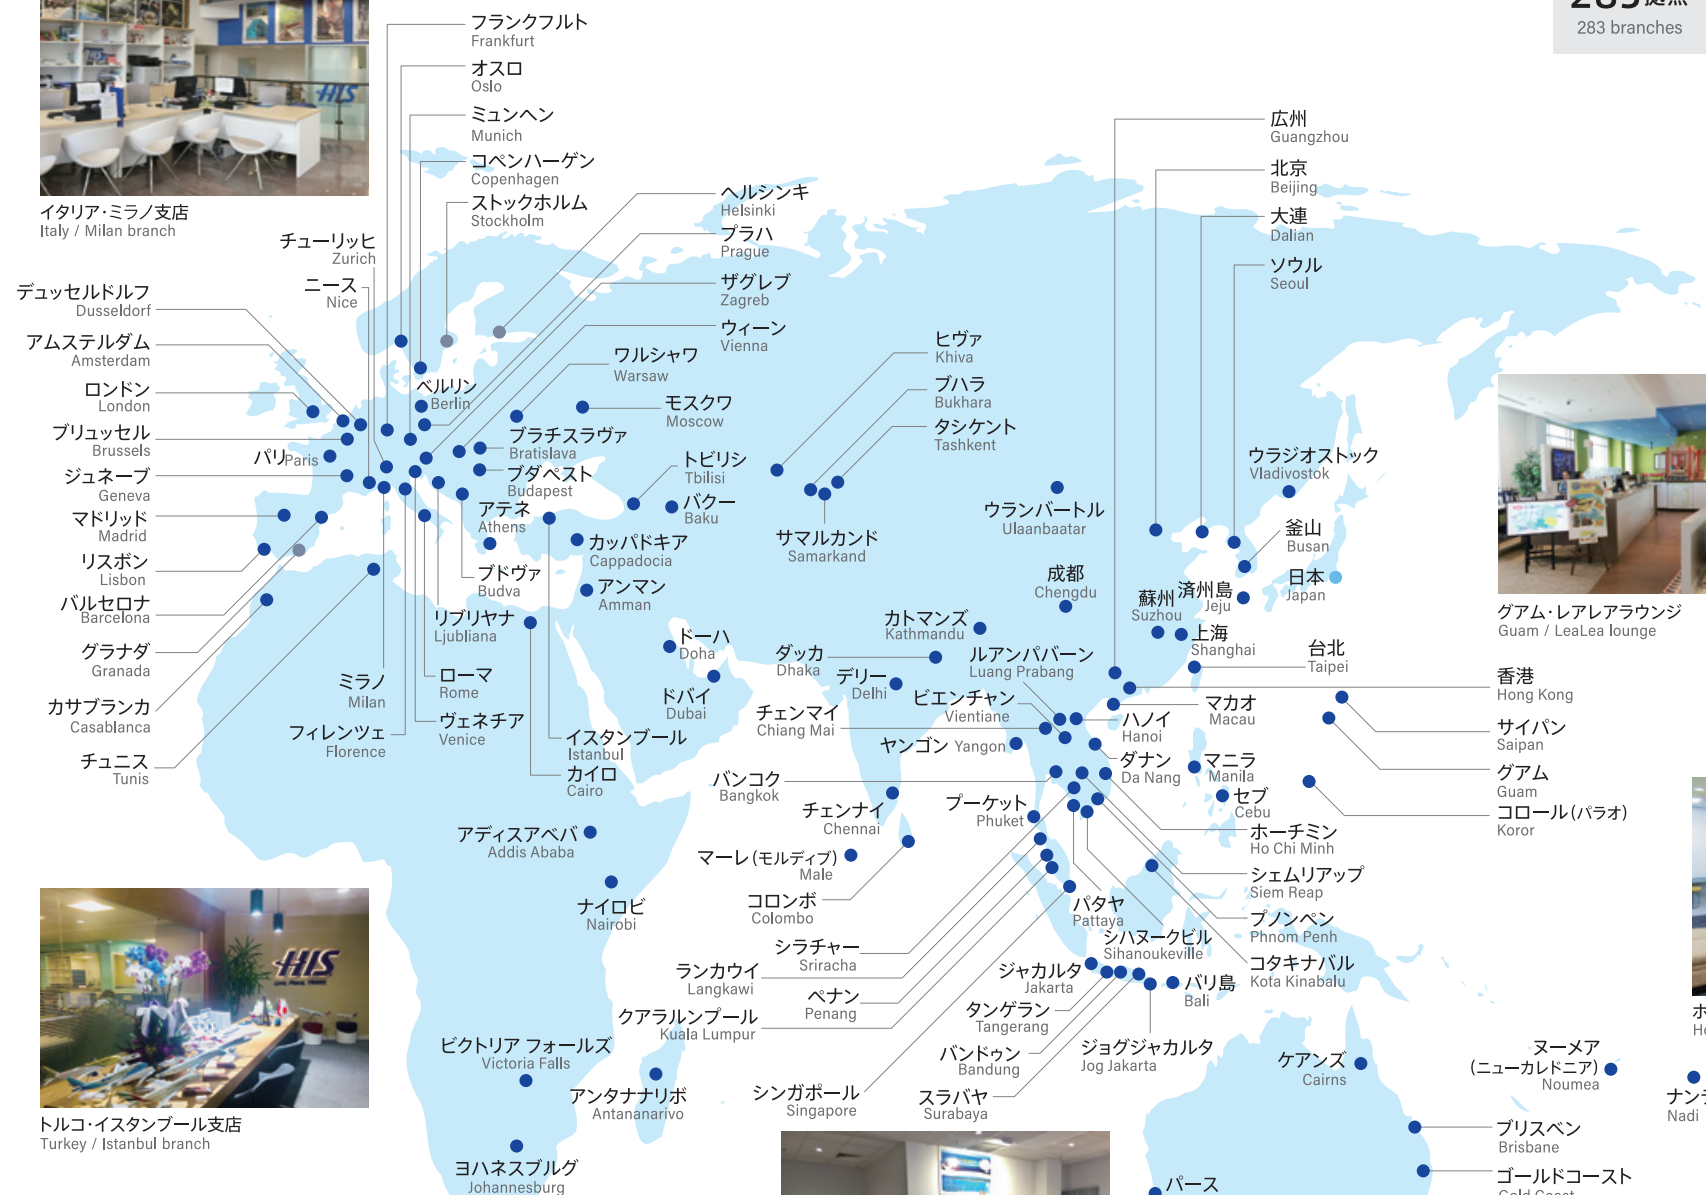 拠点
283 branches
HIS
イタリア・ミラノ支店
Italy / Milan branch
フランクフルト
Frankfurt
オスロ
Oslo
ミュンヘン
Munich
コペンハーゲン
Copenhagen
ストックホルム
Stockholm
ヘルシンキ
Helsinki
プラハ
Prague
ザグレブ
Zagreb
ウィーン
Vienna
ワルシャワ
Warsaw
モスクワ
Moscow
チューリッヒ
Zurich
ニース
Nice
デュッセルドルフ
Dusseldorf
アムステルダム
Amsterdam
ロンドン
London
ブリュッセル
Brussels
パリ Paris
ジュネーブ
Geneva
マドリッド
Madrid
リスボン
Lisbon
バルセロナ
Barcelona
グラナダ
Granada
カサブランカ
Casablanca
チュニス
Tunis
ベルリン
Berlin
ブラチスラヴァ
Bratislava
ブダペスト
Budapest
アテネ
Athens
トビリシ
Tbilisi
バクー
Baku
カッパドキア
Cappadocia
アンマン
Amman
ブドヴァ
Budva
リブリヤナ
Ljubliana
ミラノ
Milan
ローマ
Rome
フィレンツェ
Florence
ヴェネチア
Venice
イスタンブール
Istanbul
カイロ
Cairo
ドーハ
Doha
ドバイ
Dubai
アディスアベバ
Addis Ababa
ナイロビ
Nairobi
ビクトリア フォールズ
Victoria Falls
アンタナナリボ
Antananarivo
ヨハネスブルグ
Johannesburg
ヒヴァ
Khiva
ブハラ
Bukhara
タシケント
Tashkent
サマルカンド
Samarkand
ウランバートル
Ulaanbaatar
広州
Guangzhou
北京
Beijing
大連
Dalian
ソウル
Seoul
ウラジオストック
Vladivostok
釜山
Busan
日本
Japan
成都
Chengdu
蘇州
Suzhou
済州島
Jeju
上海
Shanghai
台北
Taipei
カトマンズ
Kathmandu
ダッカ
Dhaka
デリー
Delhi
ルアンパバーン
Luang Prabang
ビエンチャン
Vientiane
チェンマイ
Chiang Mai
ヤンゴン Yangon
バンコク
Bangkok
チェンナイ
Chennai
プーケット
Phuket
マーレ(モルディブ)
Male
コロンボ
Colombo
シラチャー
Sriracha
ランカウイ
Langkawi
ペナン
Penang
クアラルンプール
Kuala Lumpur
シンガポール
Singapore
香港
Hong Kong
マカオ
Macau
ハノイ
Hanoi
ダナン
Da Nang
マニラ
Manila
セブ
Cebu
サイパン
Saipan
グアム
Guam
コロール(パラオ)
Koror
ホーチミン
Ho Chi Minh
シェムリアップ
Siem Reap
プノンペン
Phnom Penh
コタキナバル
Kota Kinabalu
パタヤ
Pattaya
シハヌークビル
Sihanoukeville
ジャカルタ
Jakarta
タンゲラン
Tangerang
バンドゥン
Bandung
スラバヤ
Surabaya
ジョグジャカルタ
Jog Jakarta
バリ島
Bali
ケアンズ
Cairns
ヌーメア
(ニューカレドニア)
Noumea
Nadi
ブリスベン
Brisbane
ゴールドコースト
パース
グアム・レアレアラウンジ
Guam / LeaLea lounge
HIS
トルコ・イスタンブール支店
Turkey / Istanbul branch